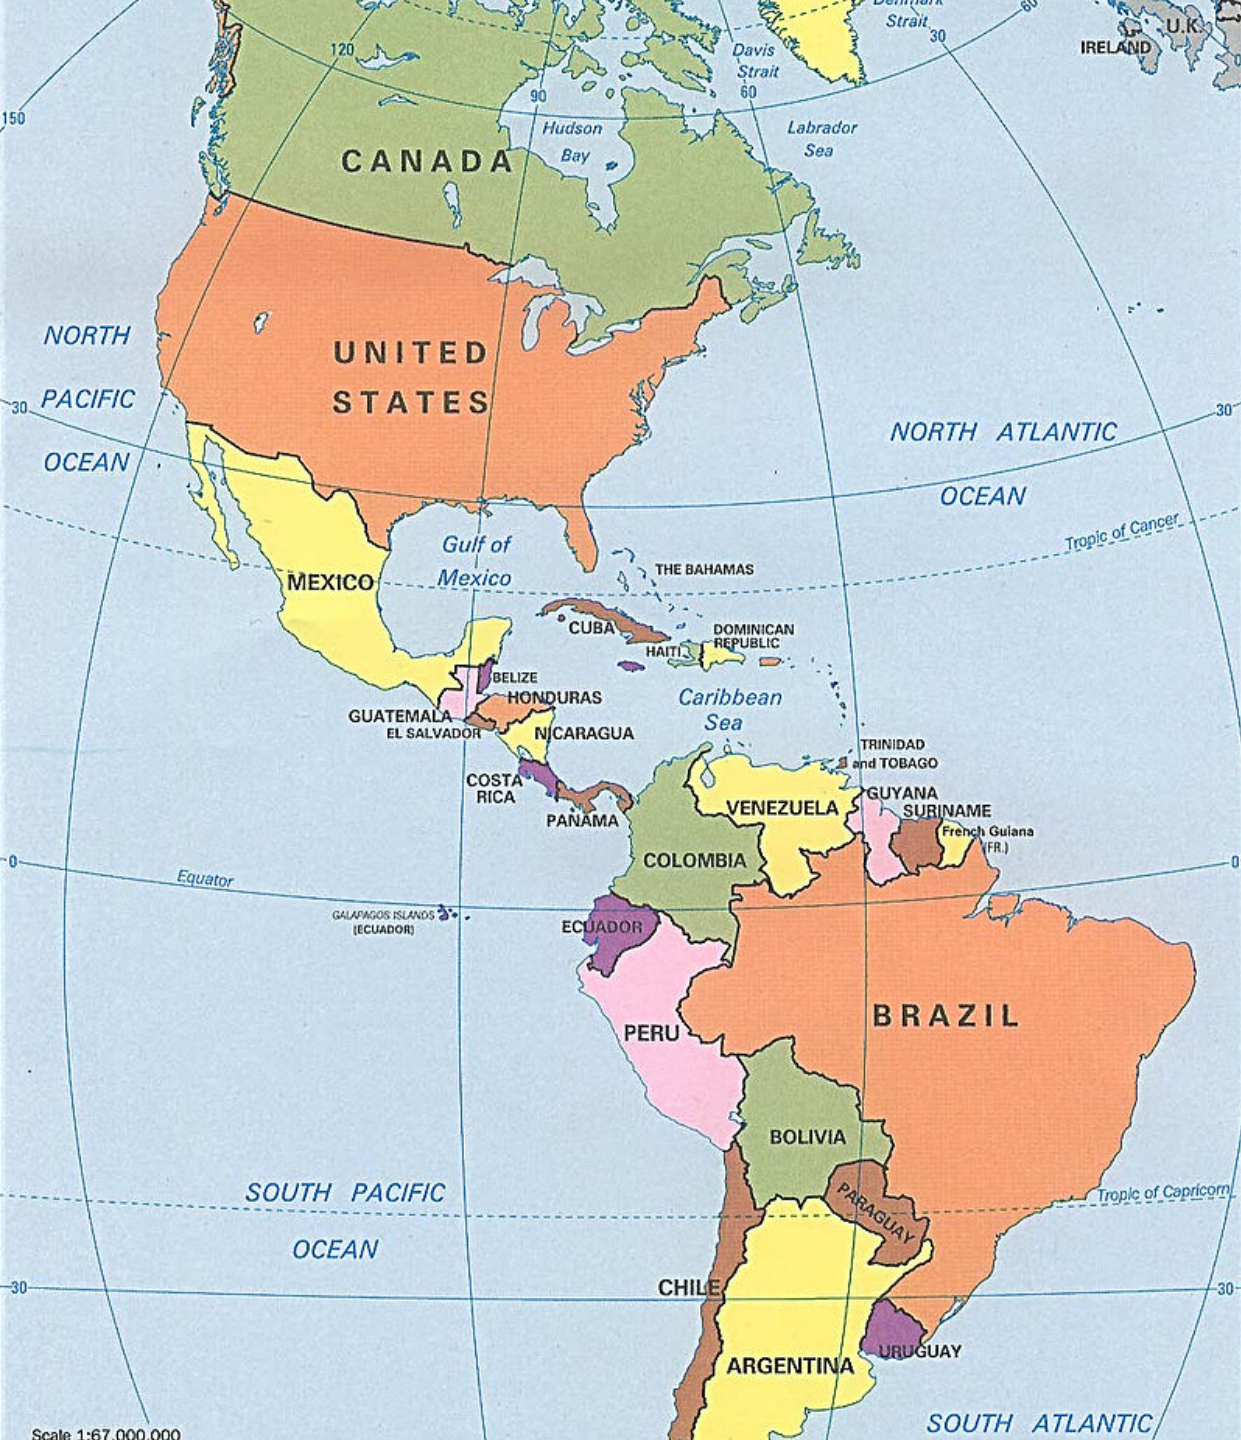 Denmark
Strait
60
U.K.
IRELAND
30
120
Davis
Strait
60
90
150
Hudson
Bay
Labrador
Sea
CANADA
NORTH
PACIFIC
OCEAN
30
UNITED
STATES
30
NORTH ATLANTIC
OCEAN
Tropic of Cancer
Gulf of
Mexico
MEXICO
THE BAHAMAS
CUBA
DOMINICAN
REPUBLIC
HAITI
BELIZE
HONDURAS
Caribbean
Sea
GUATEMALA
EL SALVADOR
NICARAGUA
TRINIDAD
and TOBAGO
COSTA
RICA
PANAMA
VENEZUELA
GUYANA
SURINAME
French Guiana
(FR.)
COLOMBIA
0
0
Equator
GALAPAGOS ISLANDS
(ECUADOR)
ECUADOR
PERU
BRAZIL
BOLIVIA
PARAGUAY
SOUTH PACIFIC
OCEAN
Tropic of Capricorn
30
CHILE
30
ARGENTINA
URUGUAY
SOUTH ATLANTIC
Scale 1:67,000,000